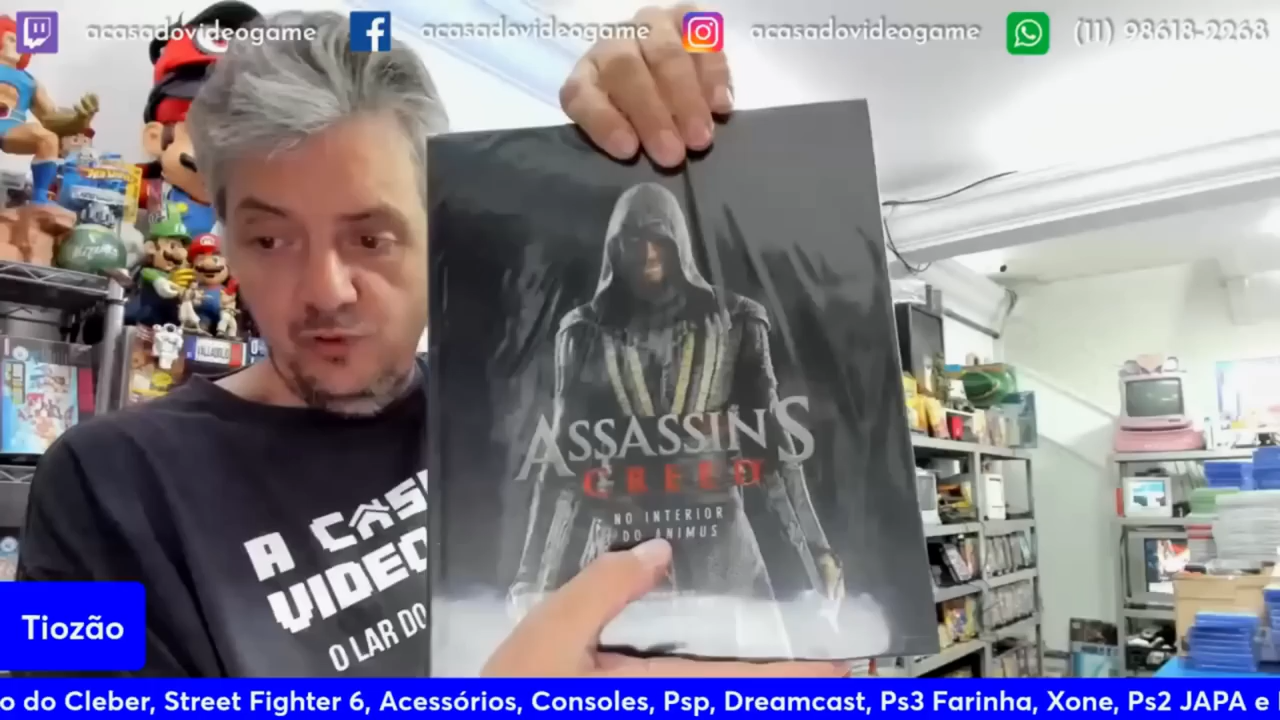 acasadovideogame
acasadovideogame
acasadovideogame
(11) 98618-2268
VALLADOLID
ASSASSIN'S
CREED
NO INTERIOR
DO ANIMUS
A CASA
VIDEO
O LAR DO
Tiozão
o do Cleber, Street Fighter 6, Acessórios, Consoles, Psp, Dreamcast, Ps3 Farinha, Xone, Ps2 JAPA e